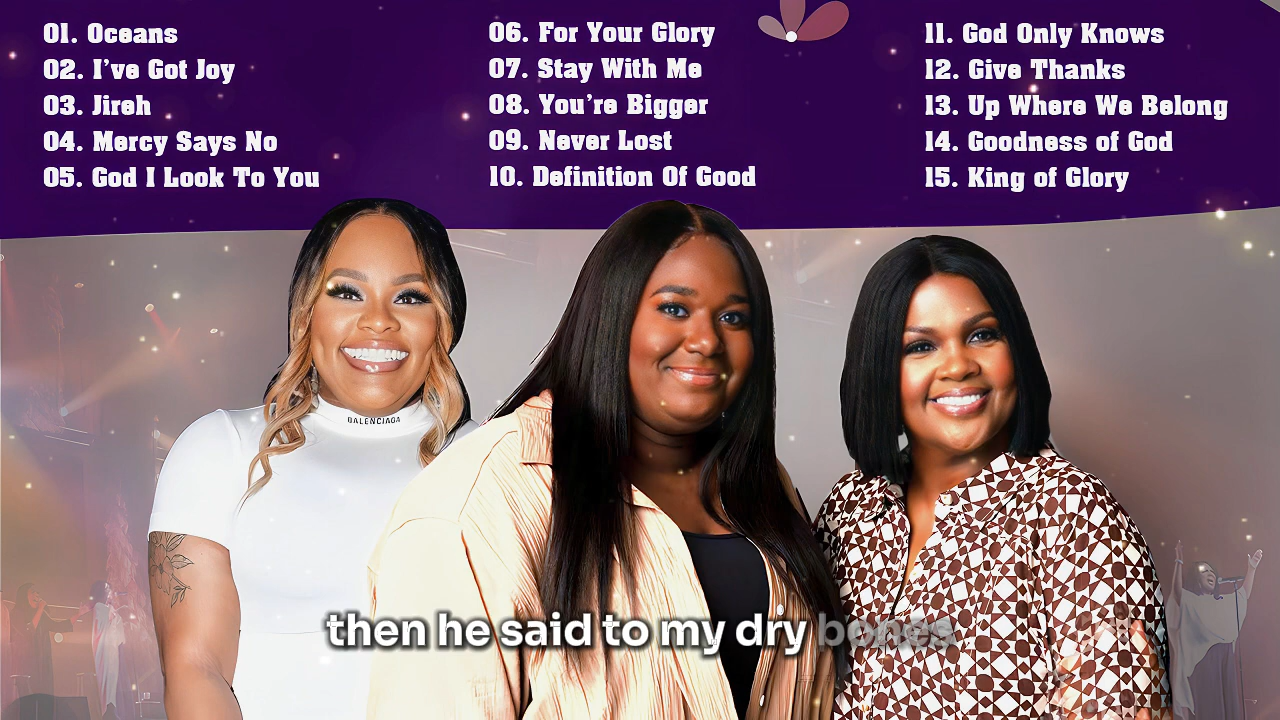 01. Oceans
02. I've Got Joy
03. Jireh
04. Mercy Says No
05. God I Look To You
06. For Your Glory
07. Stay With Me
08. You're Bigger
09. Never Lost
10. Definition Of Good
11. God Only Knows
12. Give Thanks
13. Up Where We Belong
14. Goodness of God
15. King of Glory
BALENCIAGA
then he said to my dry bones